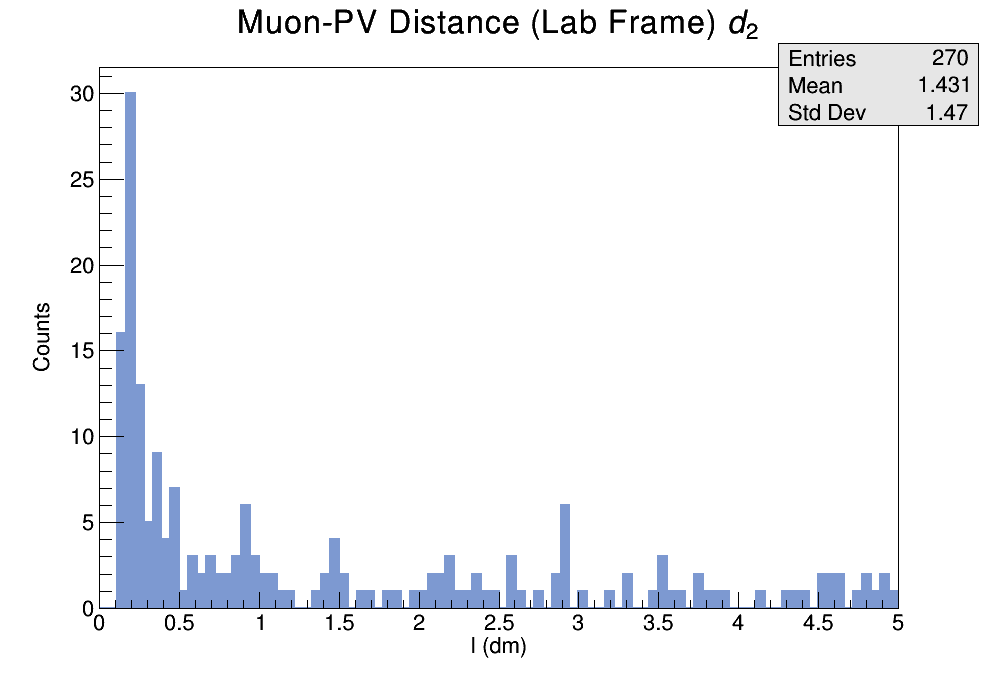 Muon-PV Distance (Lab Frame) d₂
Entries 270
Mean 1.431
Std Dev 1.47
Counts
30
25
20
15
10
5
0
0 0.5 1 1.5 2 2.5 3 3.5 4 4.5 5
l (dm)